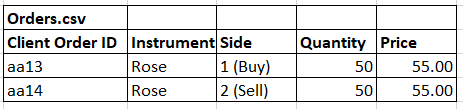 Orders.csv
Client Order ID Instrument Side Quantity Price
aa13 Rose 1 (Buy) 50 55.00
aa14 Rose 2 (Sell) 50 55.00